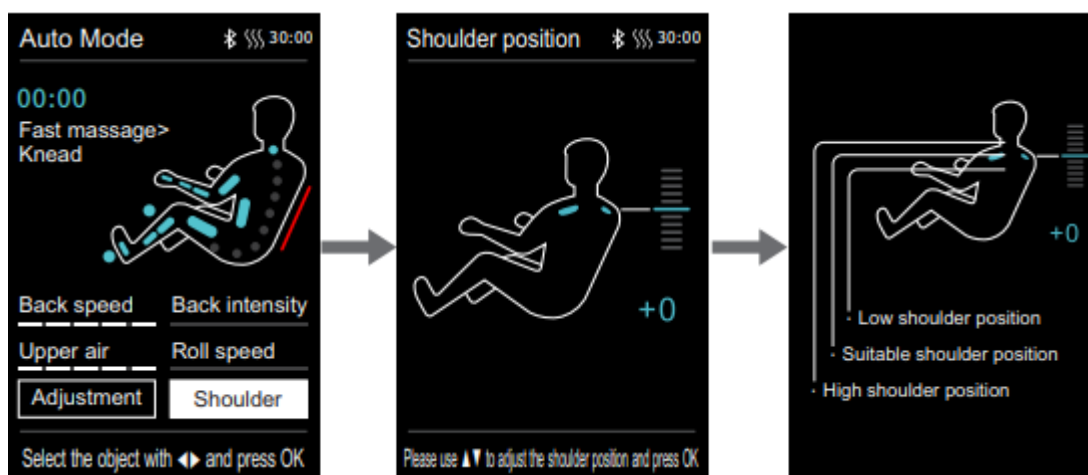 Auto Mode 30:00
00:00
Fast massage>
Knead
Back speed Back intensity
Upper air Roll speed
Adjustment Shoulder
Select the object with ◀▶ and press OK
Shoulder position 30:00
+0
Please use ▲▼ to adjust the shoulder position and press OK
+0
· Low shoulder position
· Suitable shoulder position
· High shoulder position